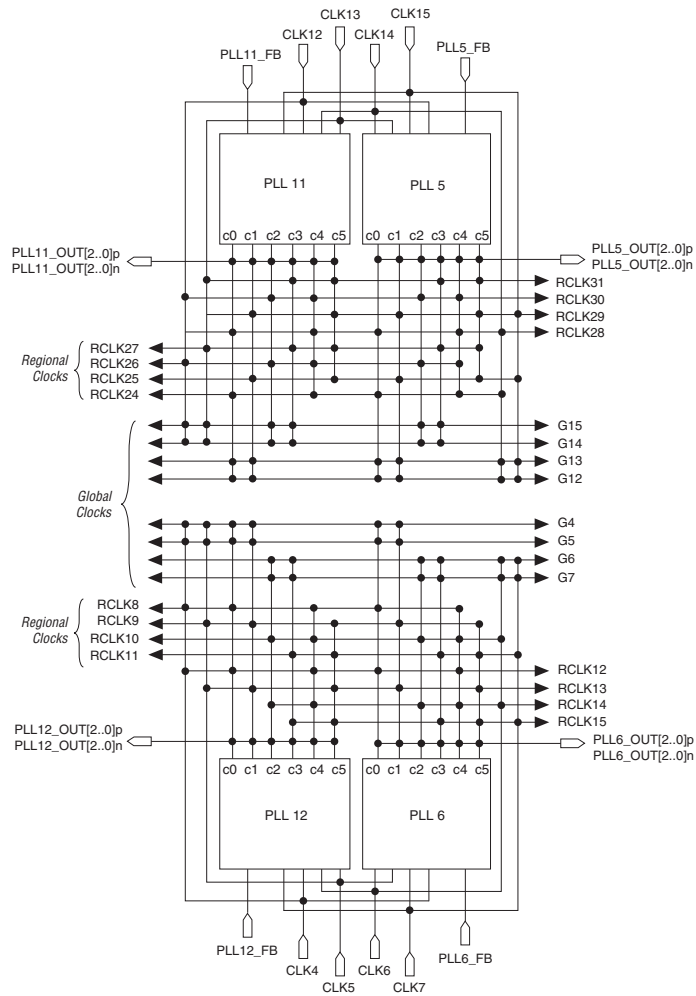 CLK13
CLK15
CLK12
CLK14
PLL11_FB
PLL5_FB
PLL 11
PLL 5
c0 c1 c2 c3 c4 c5
c0 c1 c2 c3 c4 c5
PLL11_OUT[2..0]p
PLL11_OUT[2..0]n
PLL5_OUT[2..0]p
PLL5_OUT[2..0]n
RCLK31
RCLK30
RCLK29
RCLK28
Regional
Clocks
RCLK27
RCLK26
RCLK25
RCLK24
G15
G14
G13
G12
Global
Clocks
G4
G5
G6
G7
Regional
Clocks
RCLK8
RCLK9
RCLK10
RCLK11
RCLK12
RCLK13
RCLK14
RCLK15
PLL12_OUT[2..0]p
PLL12_OUT[2..0]n
PLL6_OUT[2..0]p
PLL6_OUT[2..0]n
c0 c1 c2 c3 c4 c5
c0 c1 c2 c3 c4 c5
PLL 12
PLL 6
PLL12_FB
PLL6_FB
CLK4
CLK6
CLK5
CLK7